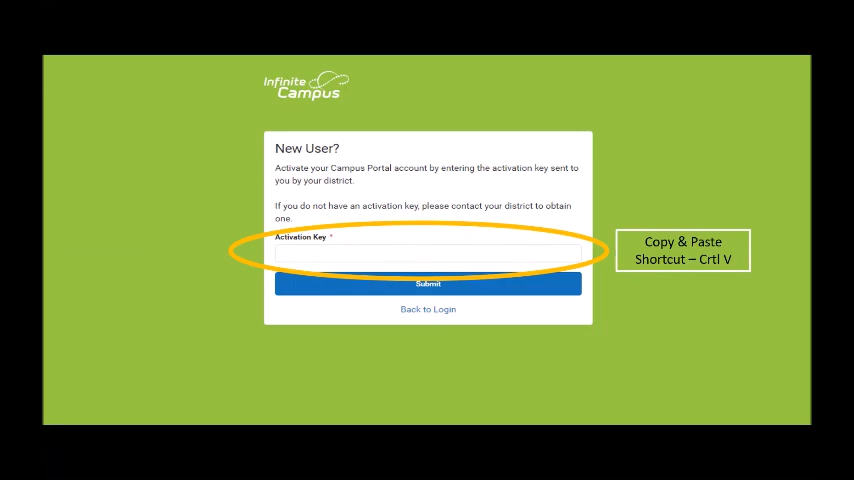 Infinite
Campus
New User?
Activate your Campus Portal account by entering the activation key sent to
you by your district.
If you do not have an activation key, please contact your district to obtain
one.
Activation Key *
Copy & Paste
Shortcut – Crtl V
Submit
Back to Login